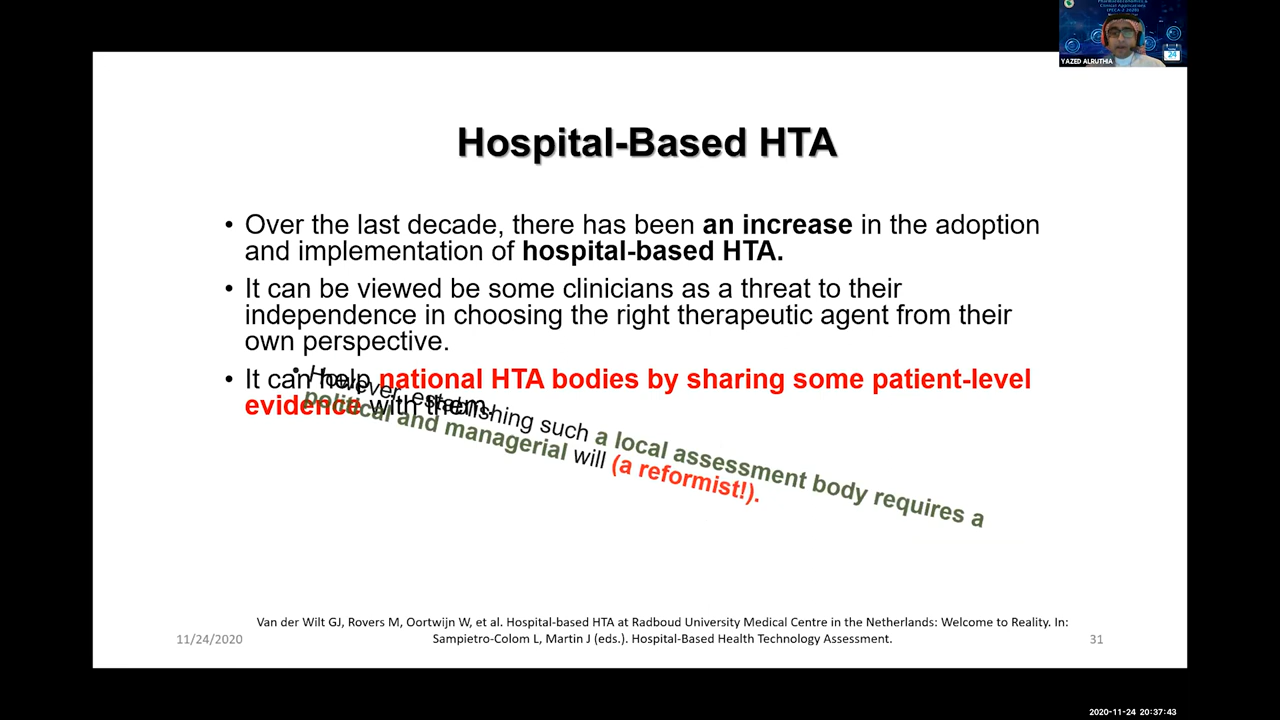 Pharmacoeconomics &
Clinical Applications
YAZED ALRUTHIA
24
Hospital-Based HTA
• Over the last decade, there has been an increase in the adoption
and implementation of hospital-based HTA.
• It can be viewed be some clinicians as a threat to their
independence in choosing the right therapeutic agent from their
own perspective.
• It can help national HTA bodies by sharing some patient-level
evidence with them.
• However, establishing such a local assessment body requires a
political and managerial will (a reformist!).
Van der Wilt GJ, Rovers M, Oortwijn W, et al. Hospital-based HTA at Radboud University Medical Centre in the Netherlands: Welcome to Reality. In:
Sampietro-Colom L, Martin J (eds.). Hospital-Based Health Technology Assessment.
11/24/2020
31
2020-11-24 20:37:43